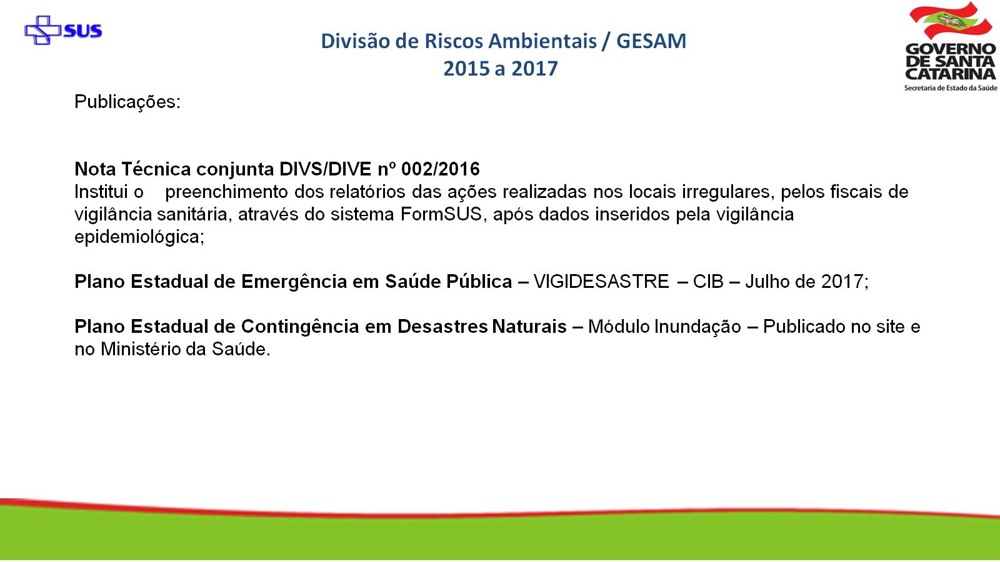 SUS
Divisão de Riscos Ambientais / GESAM
2015 a 2017
GOVERNO
DE SANTA
CATARINA
Secretaria de Estado da Saúde
Publicações:
Nota Técnica conjunta DIVS/DIVE nº 002/2016
Institui o    preenchimento dos relatórios das ações realizadas nos locais irregulares, pelos fiscais de
vigilância sanitária, através do sistema FormSUS, após dados inseridos pela vigilância
epidemiológica;
Plano Estadual de Emergência em Saúde Pública – VIGIDESASTRE – CIB – Julho de 2017;
Plano Estadual de Contingência em Desastres Naturais – Módulo Inundação – Publicado no site e
no Ministério da Saúde.